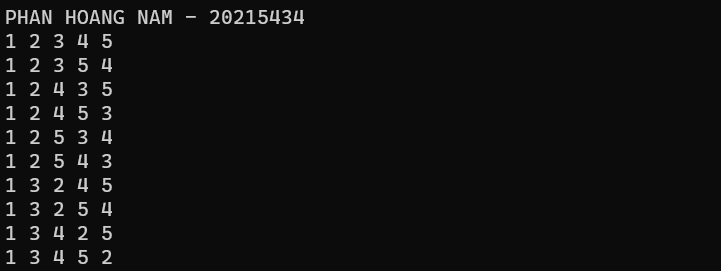 PHAN HOANG NAM - 20215434
1 2 3 4 5
1 2 3 5 4
1 2 4 3 5
1 2 4 5 3
1 2 5 3 4
1 2 5 4 3
1 3 2 4 5
1 3 2 5 4
1 3 4 2 5
1 3 4 5 2